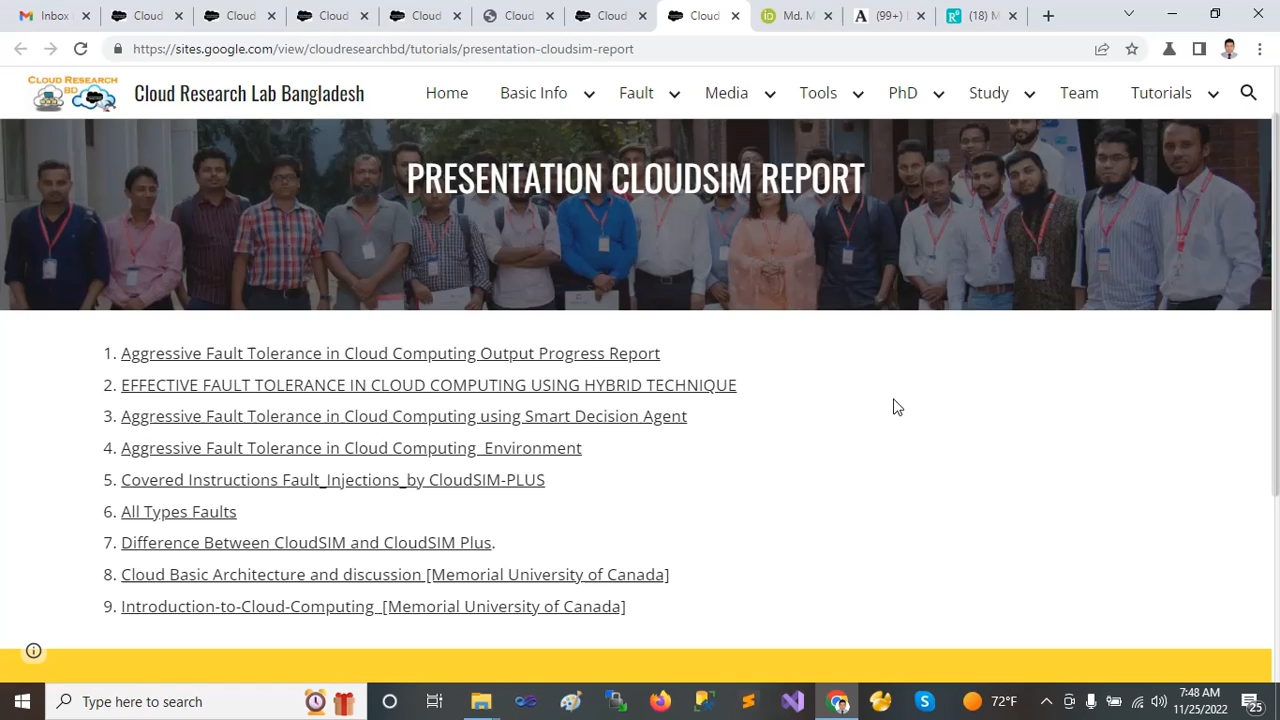 Inbox
Cloud
Cloud
Cloud
Cloud
Cloud
Cloud
Cloud
Md. M
(99+)
(18) M
https://sites.google.com/view/cloudresearchbd/tutorials/presentation-cloudsim-report
CLOUD RESEARCH
BD
Cloud Research Lab Bangladesh
Home
Basic Info
Fault
Media
Tools
PhD
Study
Team
Tutorials
PRESENTATION CLOUDSIM REPORT
1. Aggressive Fault Tolerance in Cloud Computing Output Progress Report
2. EFFECTIVE FAULT TOLERANCE IN CLOUD COMPUTING USING HYBRID TECHNIQUE
3. Aggressive Fault Tolerance in Cloud Computing using Smart Decision Agent
4. Aggressive Fault Tolerance in Cloud Computing  Environment
5. Covered Instructions Fault_Injections_by CloudSIM-PLUS
6. All Types Faults
7. Difference Between CloudSIM and CloudSIM Plus.
8. Cloud Basic Architecture and discussion [Memorial University of Canada]
9. Introduction-to-Cloud-Computing_[Memorial University of Canada]
Type here to search
72°F
7:48 AM
11/25/2022
25